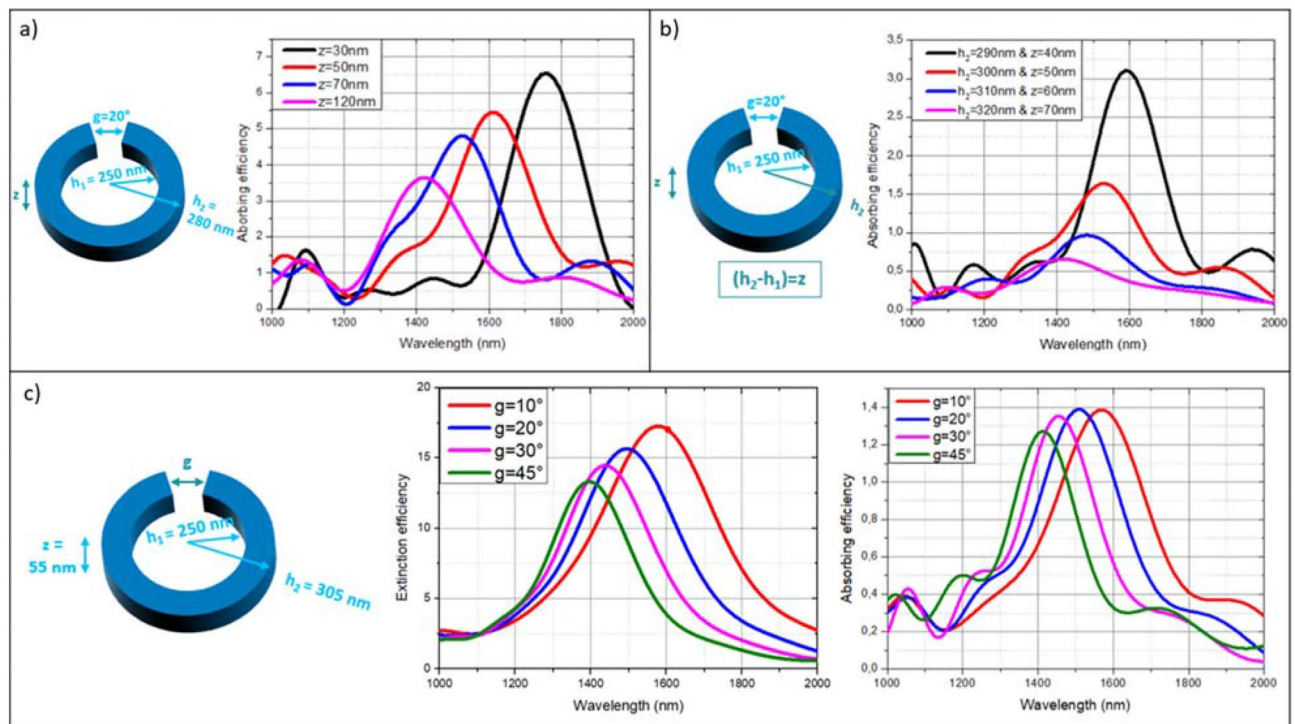 a)
g=20°
h₁ = 250 nm
z
h₂ =
280 nm
z=30nm
z=50nm
z=70nm
z=120nm
7
6
5
4
3
2
1
0
Aborbing efficiency
1000 1200 1400 1600 1800 2000
Wavelength (nm)
b)
g=20°
h₁ = 250 nm
z
h₂
(h₂-h₁)=z
h₂=290nm & z=40nm
h₂=300nm & z=50nm
h₂=310nm & z=60nm
h₂=320nm & z=70nm
3,5
3,0
2,5
2,0
1,5
1,0
0,5
0,0
Absorbing efficiency
1000 1200 1400 1600 1800 2000
Wavelength (nm)
c)
g
h₁ = 250 nm
z =
55 nm
h₂ = 305 nm
g=10°
g=20°
g=30°
g=45°
20
15
10
5
0
Extinction efficiency
1000 1200 1400 1600 1800 2000
Wavelength (nm)
g=10°
g=20°
g=30°
g=45°
1,4
1,2
1,0
0,8
0,6
0,4
0,2
0,0
Absorbing efficiency
1000 1200 1400 1600 1800 2000
Wavelength (nm)